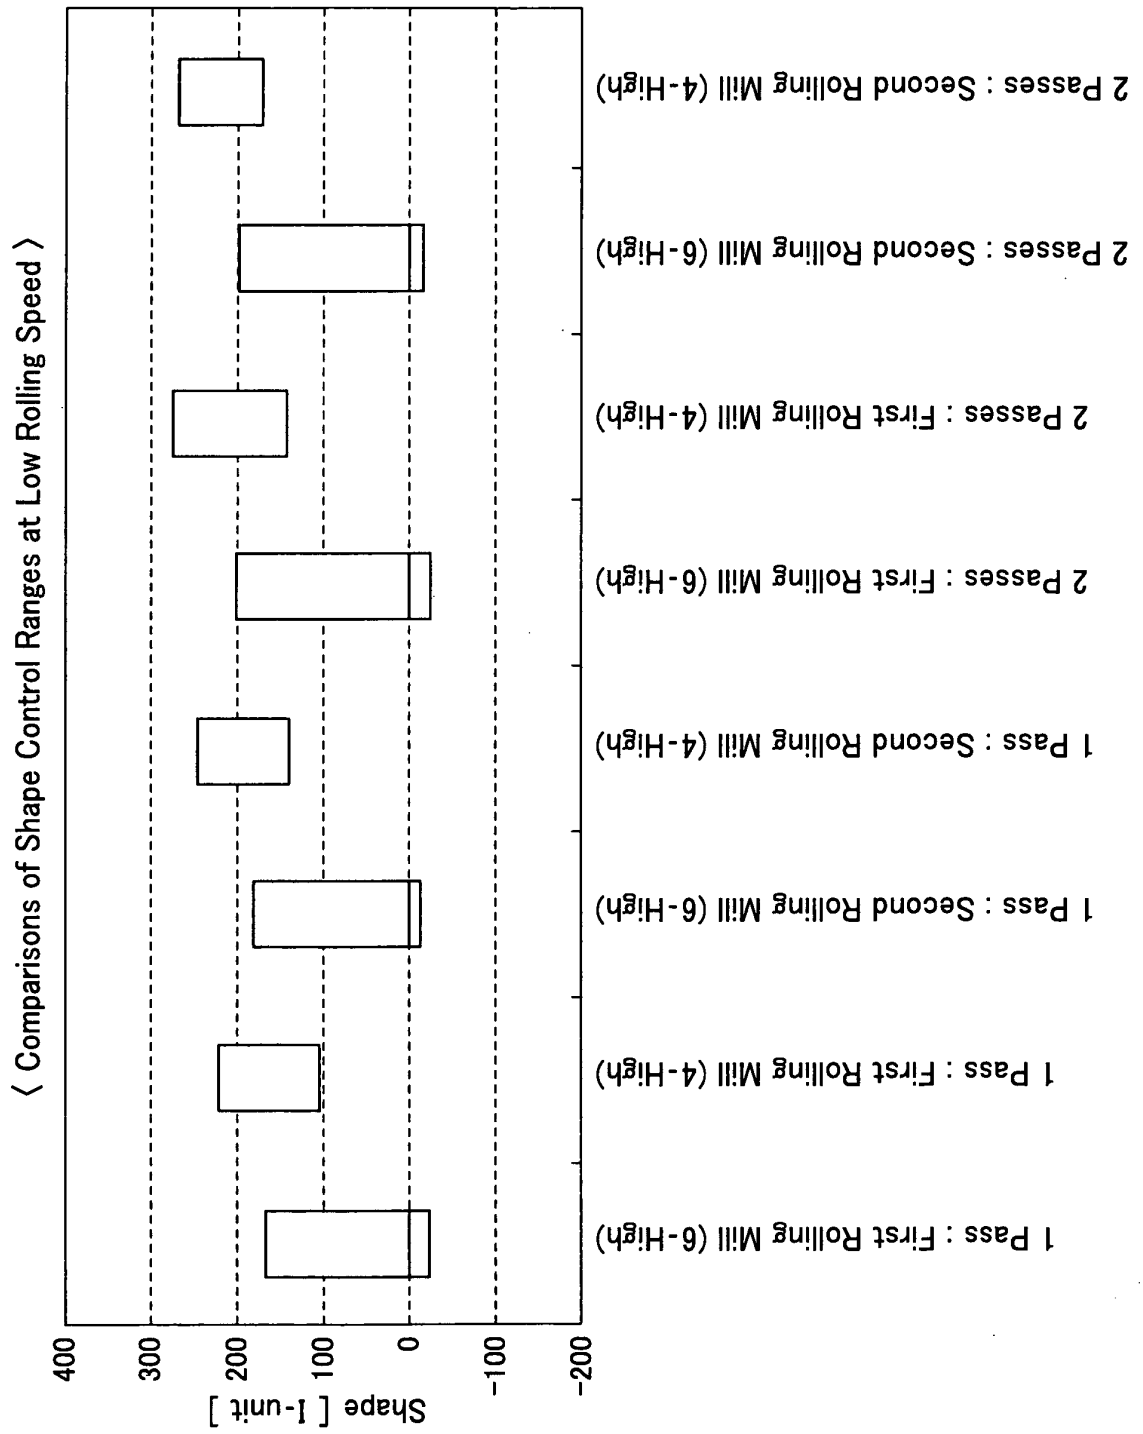 < Comparisons of Shape Control Ranges at Low Rolling Speed >
Shape [ I-unit ]
400
300
200
100
0
-100
-200
1 Pass : First Rolling Mill (6-High)
1 Pass : First Rolling Mill (4-High)
1 Pass : Second Rolling Mill (6-High)
1 Pass : Second Rolling Mill (4-High)
2 Passes : First Rolling Mill (6-High)
2 Passes : First Rolling Mill (4-High)
2 Passes : Second Rolling Mill (6-High)
2 Passes : Second Rolling Mill (4-High)